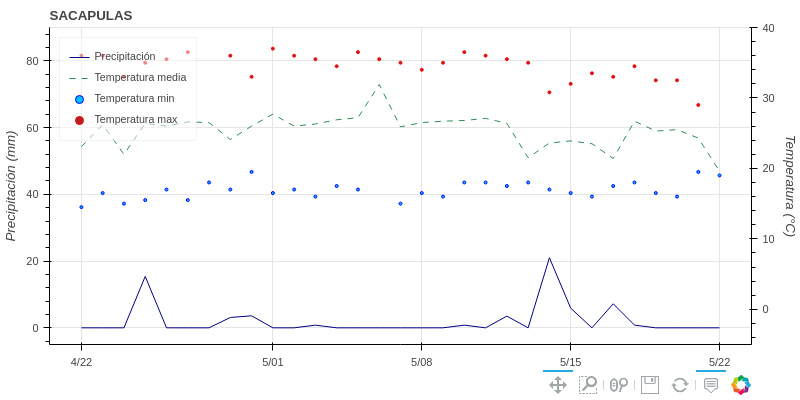 SACAPULAS
Precipitación
Temperatura media
Temperatura min
Temperatura max
Precipitación (mm)
80
60
40
20
0
Temperatura (°C)
40
30
20
10
0
4/22
5/01
5/08
5/15
5/22